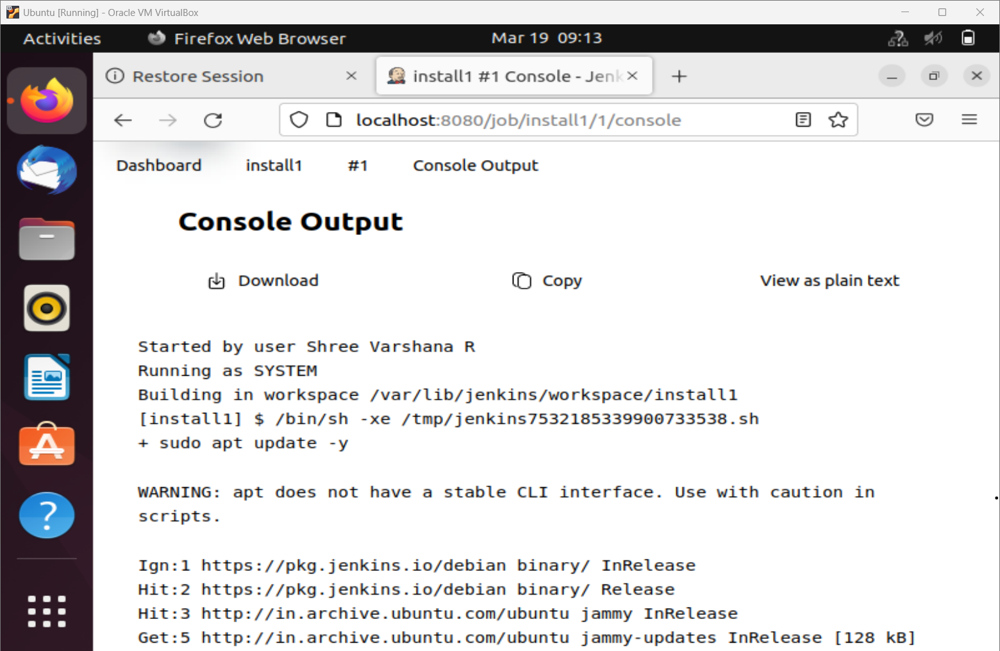 Ubuntu [Running] - Oracle VM VirtualBox
Activities Firefox Web Browser Mar 19 09:13
Restore Session install1 #1 Console - Jenk
localhost:8080/job/install1/1/console
Dashboard install1 #1 Console Output
Console Output
Download Copy View as plain text
Started by user Shree Varshana R
Running as SYSTEM
Building in workspace /var/lib/jenkins/workspace/install1
[install1] $ /bin/sh -xe /tmp/jenkins7532185339900733538.sh
+ sudo apt update -y
WARNING: apt does not have a stable CLI interface. Use with caution in
scripts.
Ign:1 https://pkg.jenkins.io/debian binary/ InRelease
Hit:2 https://pkg.jenkins.io/debian binary/ Release
Hit:3 http://in.archive.ubuntu.com/ubuntu jammy InRelease
Get:5 http://in.archive.ubuntu.com/ubuntu jammy-updates InRelease [128 kB]